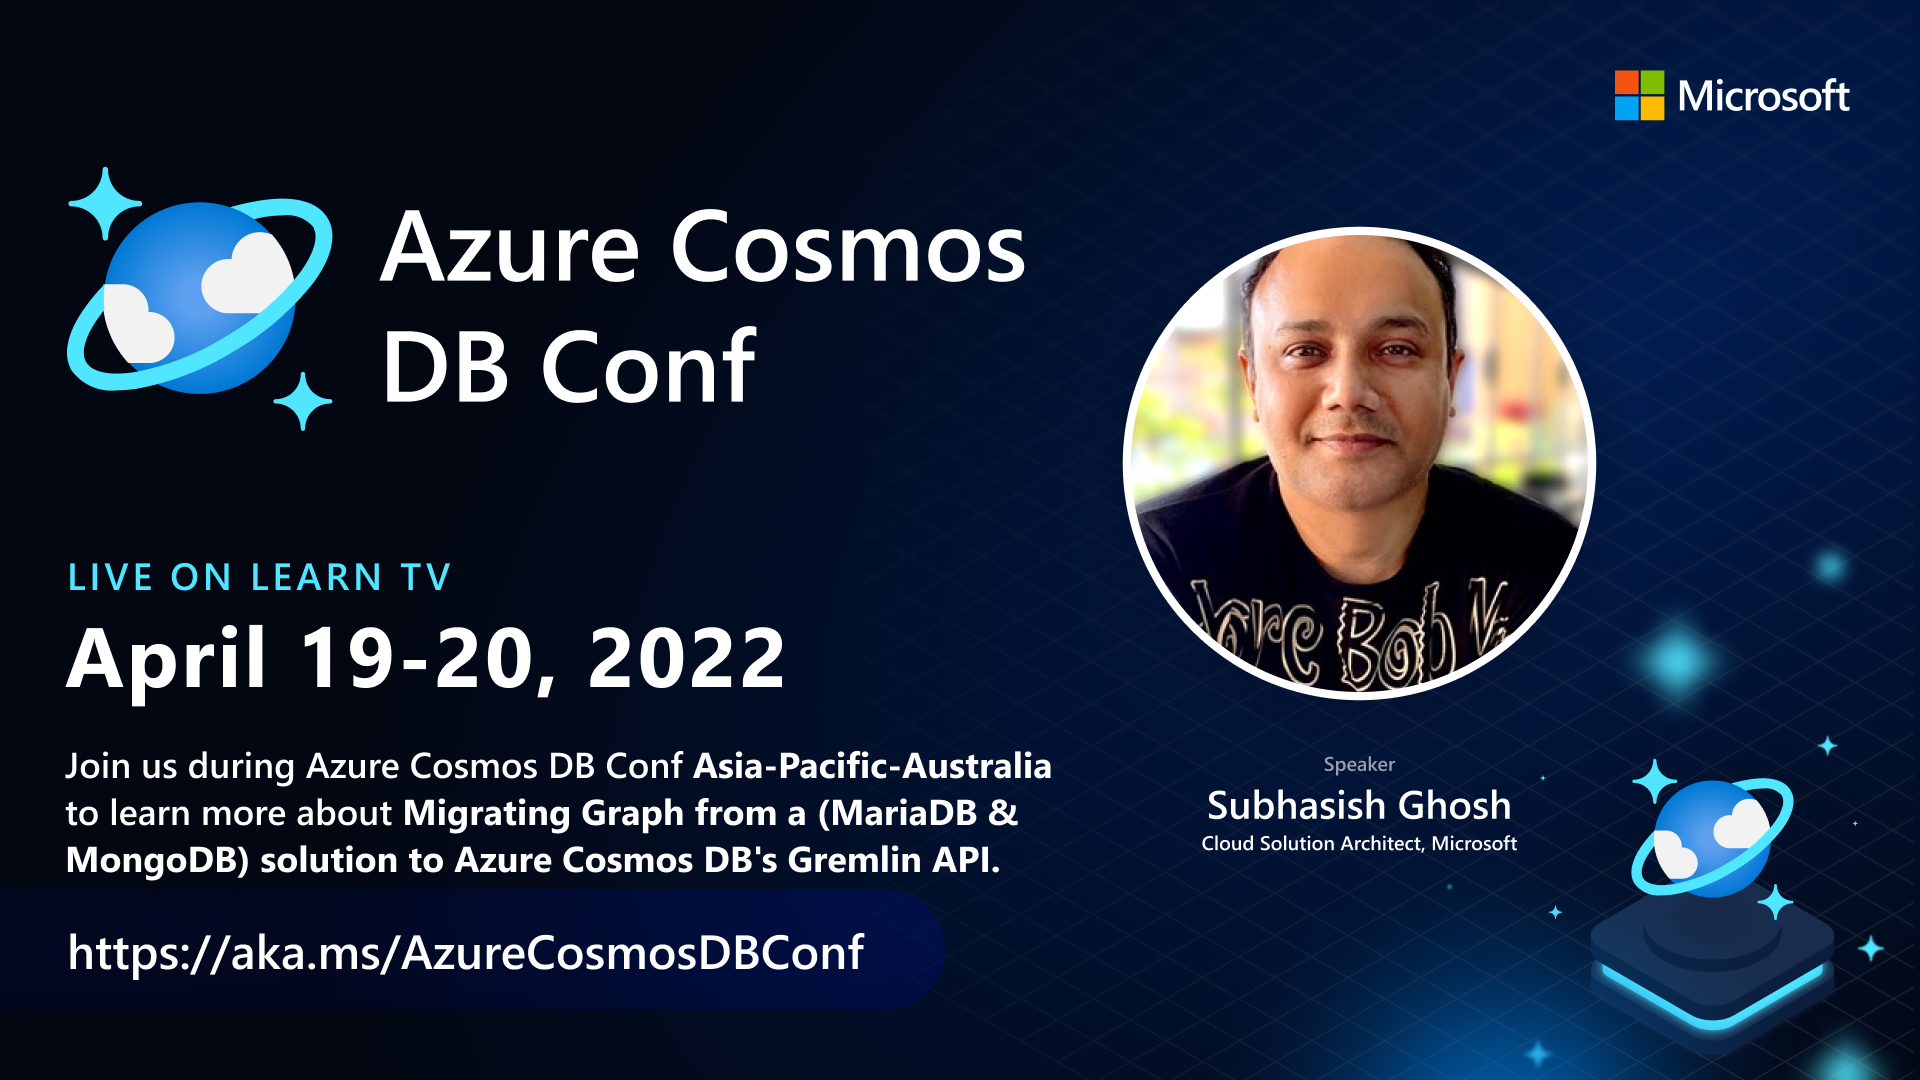 Microsoft
Azure Cosmos
DB Conf
LIVE ON LEARN TV
April 19-20, 2022
Join us during Azure Cosmos DB Conf Asia-Pacific-Australia
to learn more about Migrating Graph from a (MariaDB &
MongoDB) solution to Azure Cosmos DB's Gremlin API.
https://aka.ms/AzureCosmosDBConf
Bob
Speaker
Subhasish Ghosh
Cloud Solution Architect, Microsoft